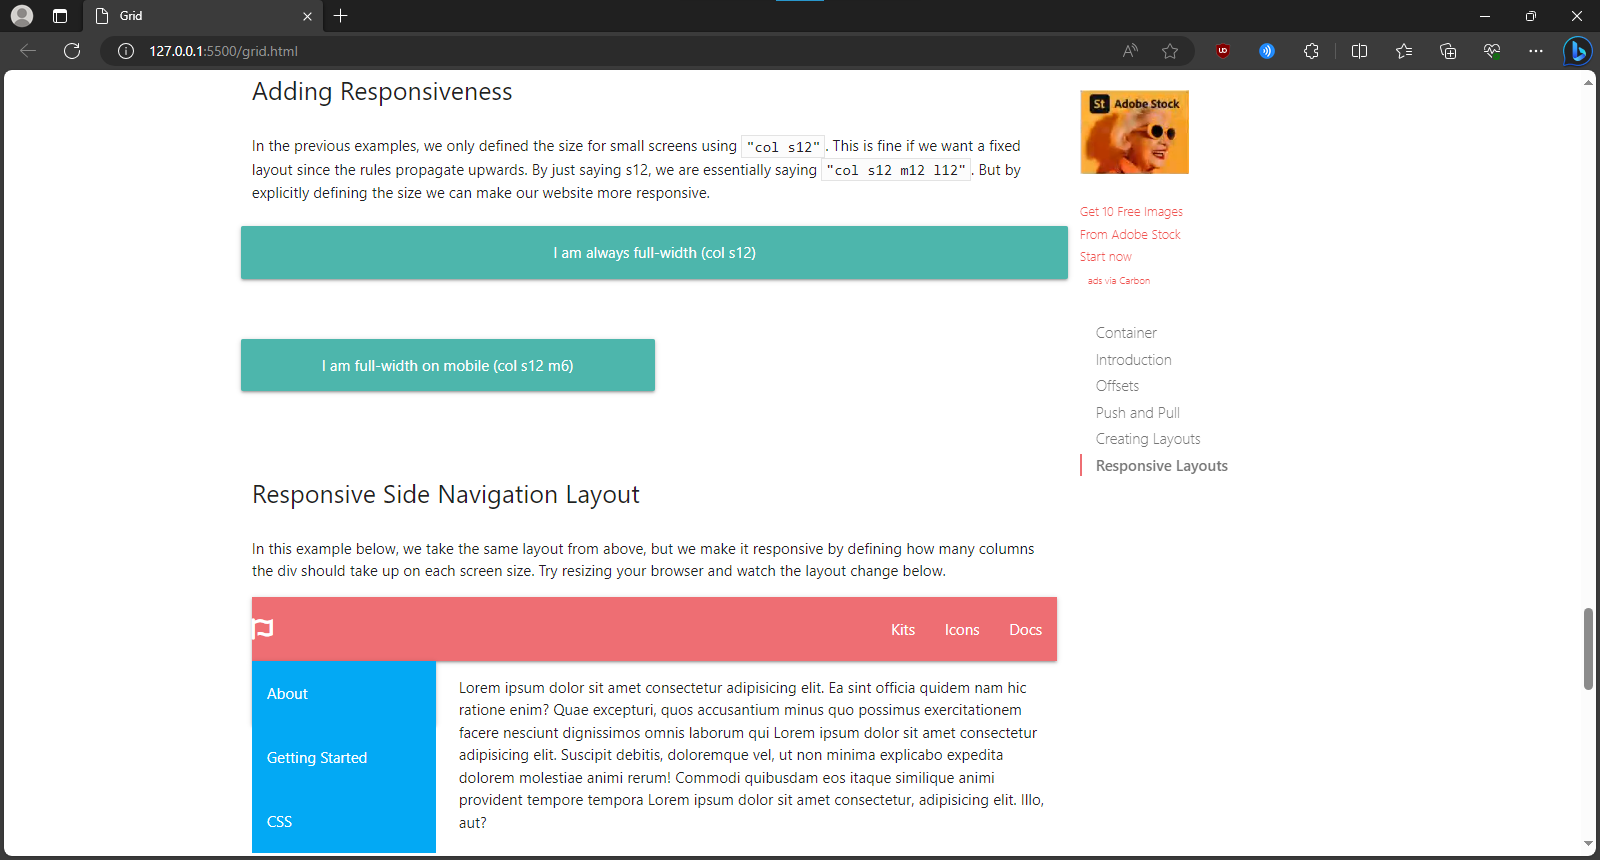 Grid
127.0.0.1:5500/grid.html
Adding Responsiveness
In the previous examples, we only defined the size for small screens using "col s12". This is fine if we want a fixed
layout since the rules propagate upwards. By just saying s12, we are essentially saying "col s12 m12 l12". But by
explicitly defining the size we can make our website more responsive.
I am always full-width (col s12)
I am full-width on mobile (col s12 m6)
Responsive Side Navigation Layout
In this example below, we take the same layout from above, but we make it responsive by defining how many columns
the div should take up on each screen size. Try resizing your browser and watch the layout change below.
Kits Icons Docs
About
Getting Started
CSS
Lorem ipsum dolor sit amet consectetur adipisicing elit. Ea sint officia quidem nam hic
ratione enim? Quae excepturi, quos accusantium minus quo possimus exercitationem
facere nesciunt dignissimos omnis laborum qui Lorem ipsum dolor sit amet consectetur
adipisicing elit. Suscipit debitis, doloremque vel, ut non minima explicabo expedita
dolorem molestiae animi rerum! Commodi quibusdam eos itaque similique animi
provident tempore tempora Lorem ipsum dolor sit amet consectetur, adipisicing elit. Illo,
aut?
St Adobe Stock
Get 10 Free Images
From Adobe Stock
Start now
ads via Carbon
Container
Introduction
Offsets
Push and Pull
Creating Layouts
Responsive Layouts